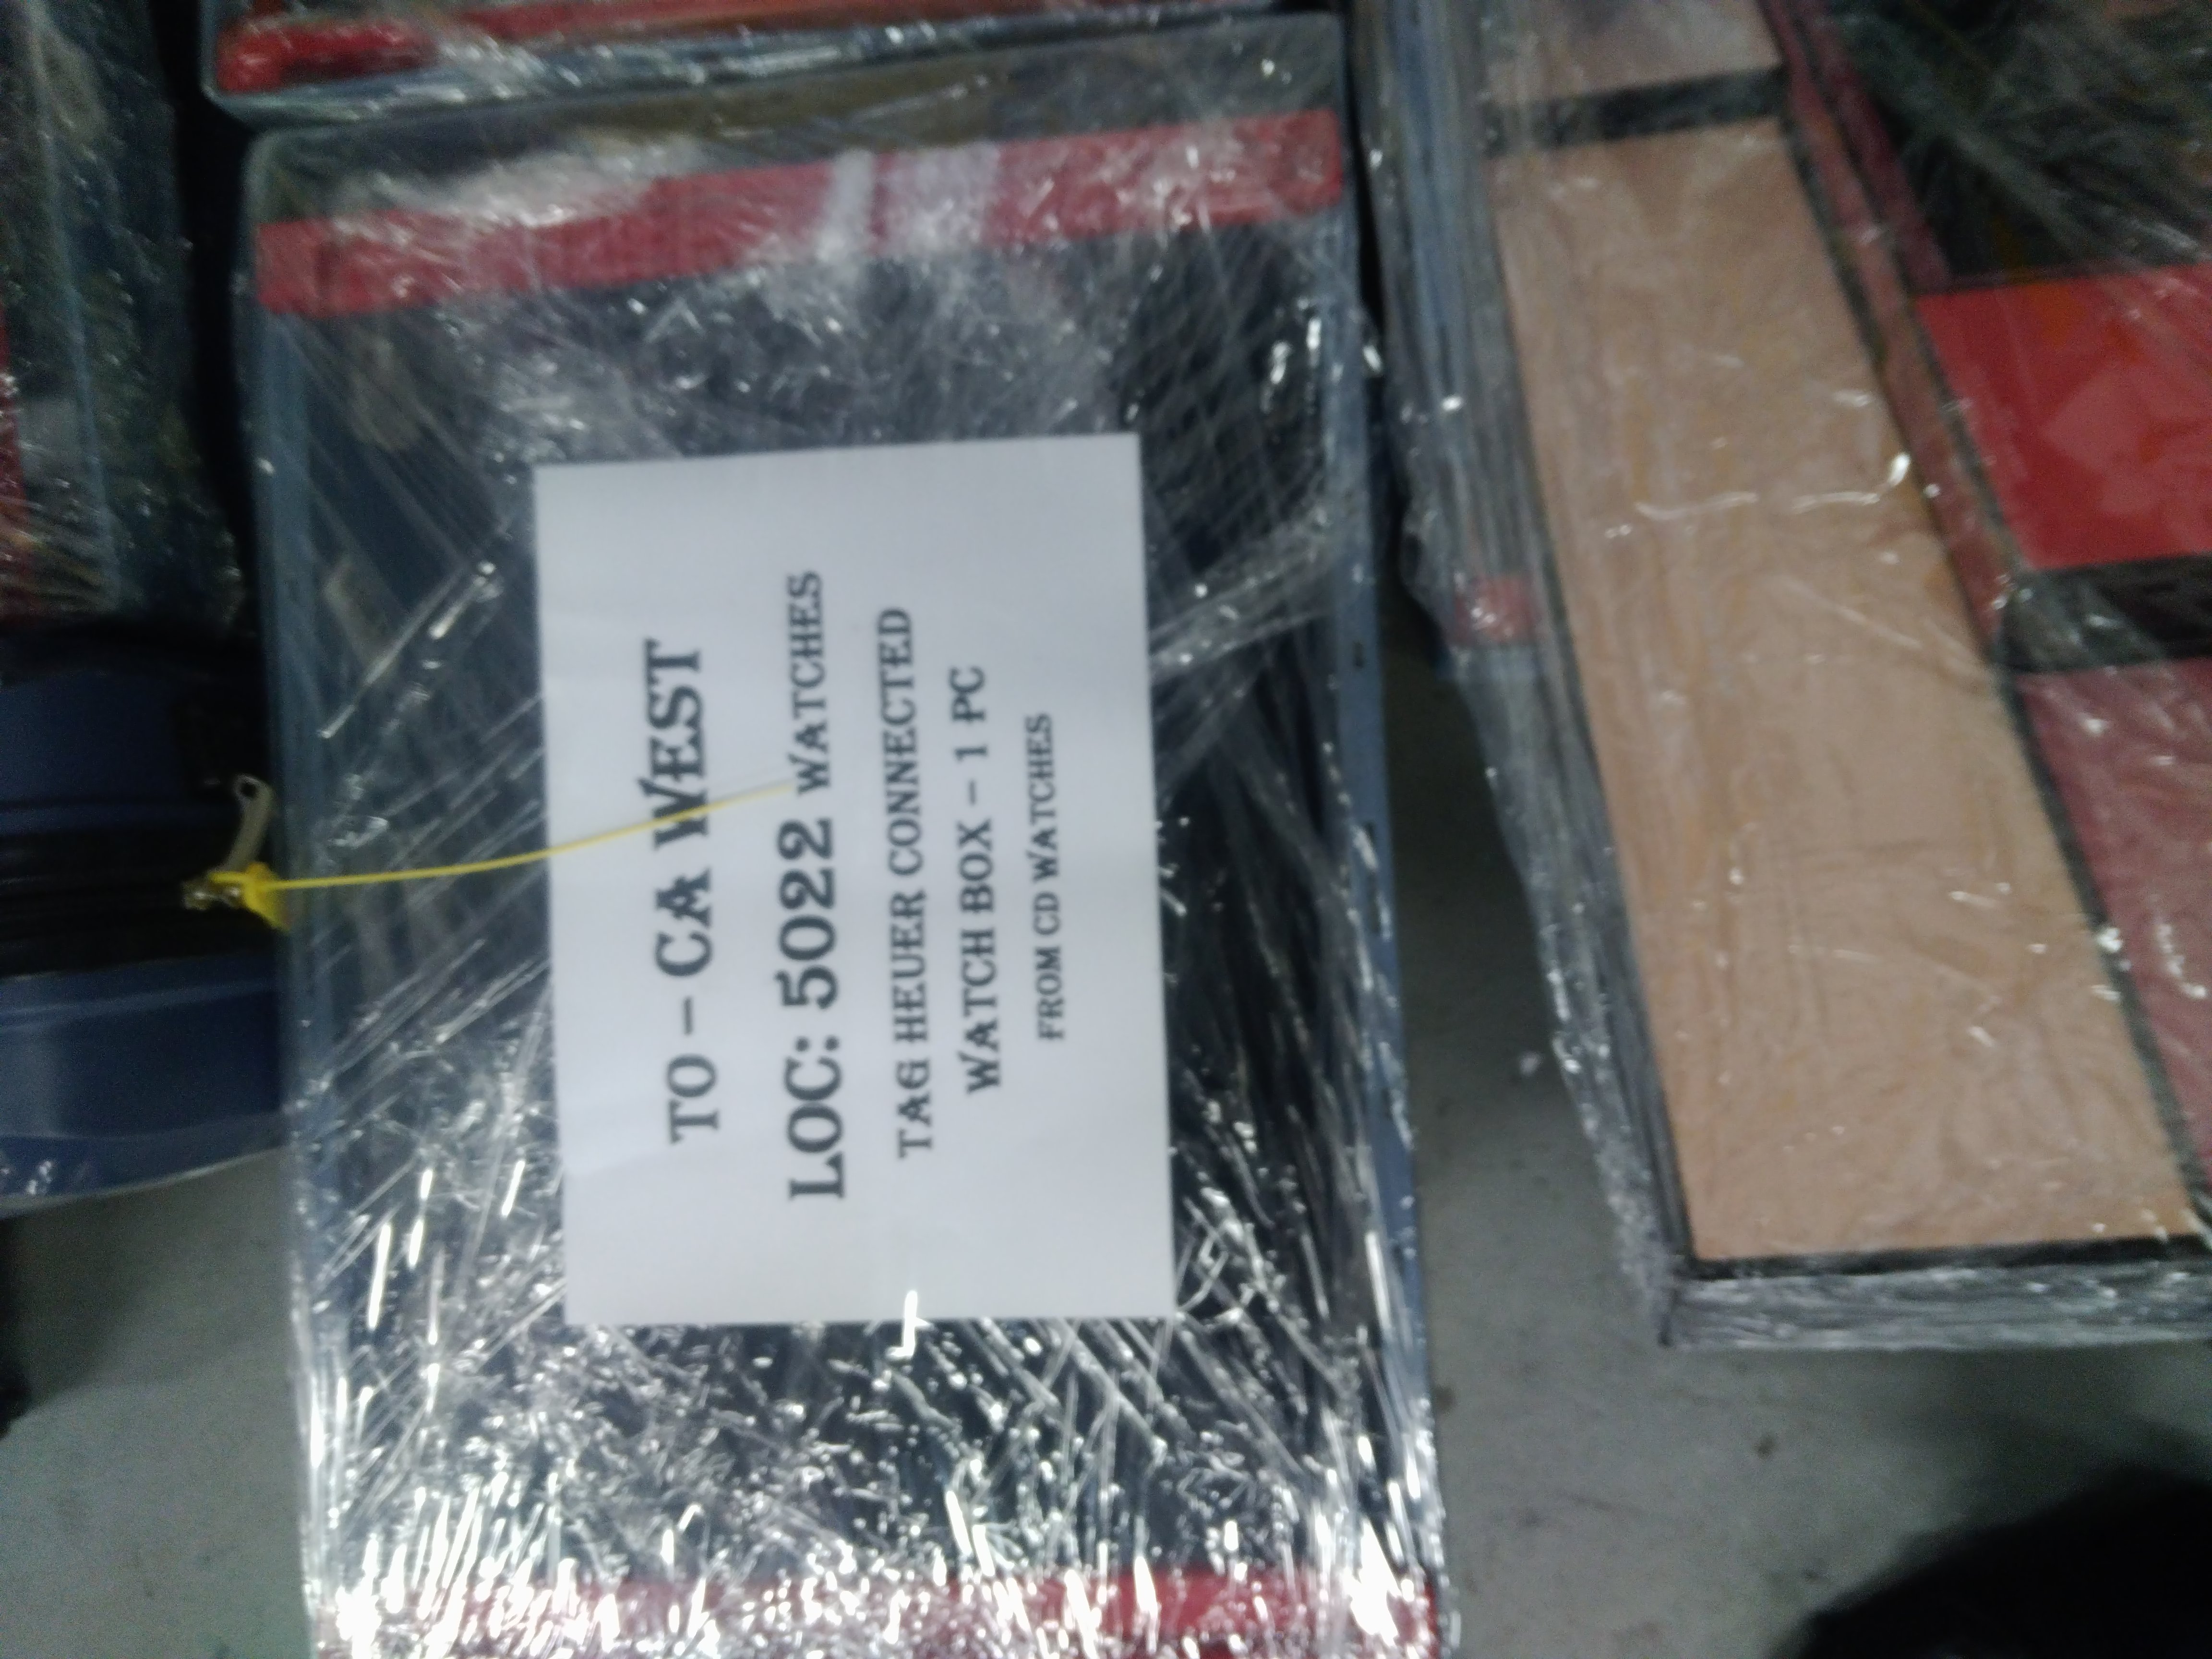 TO – CA WEST
LOC: 5022 WATCHES
TAG HEUER CONNECTED
WATCH BOX – 1 PC
FROM CD WATCHES